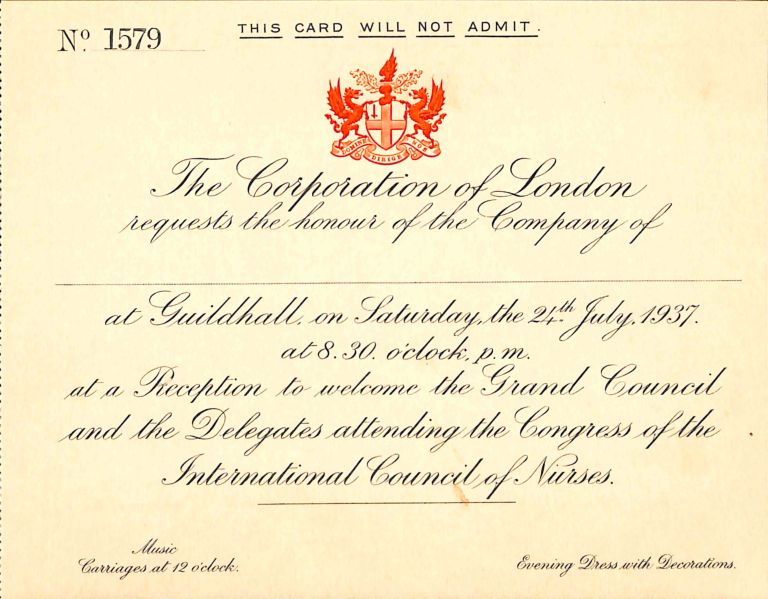 THIS CARD WILL NOT ADMIT.
Nº 1579
DOMINE DIRIGE NOS
The Corporation of London
requests the honour of the Company of
at Guildhall, on Saturday, the 24th July, 1937.
at 8.30. o'clock, p.m.
at a Reception to welcome the Grand Council
and the Delegates attending the Congress of the
International Council of Nurses.
Music
Carriages at 12 o'clock.
Evening Dress with Decorations.